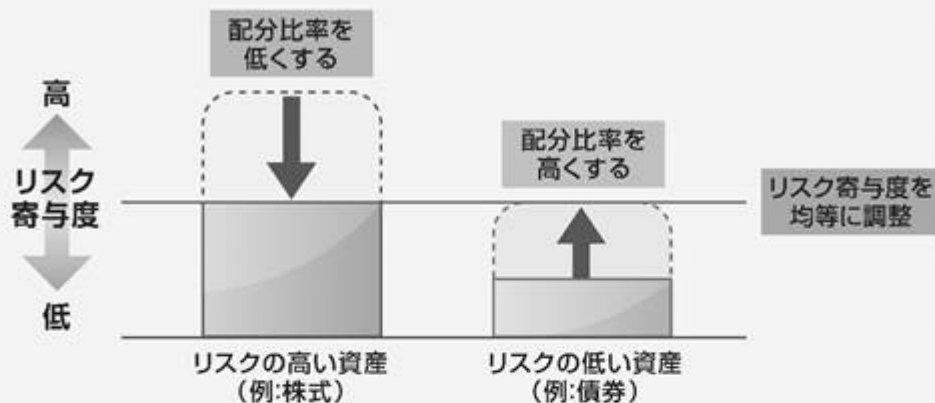 配分比率を
低くする
高
リスク
寄与度
低
配分比率を
高くする
リスク寄与度を
均等に調整
リスクの高い資産
（例:株式）
リスクの低い資産
（例:債券）